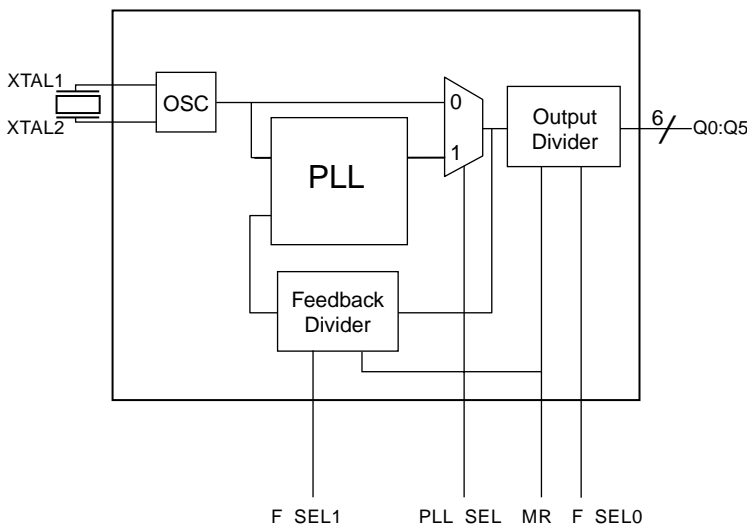 XTAL1
OSC
XTAL2
0
1
PLL
Output
Divider
6
Q0:Q5
Feedback
Divider
F SEL1 PLL SEL MR F SEL0